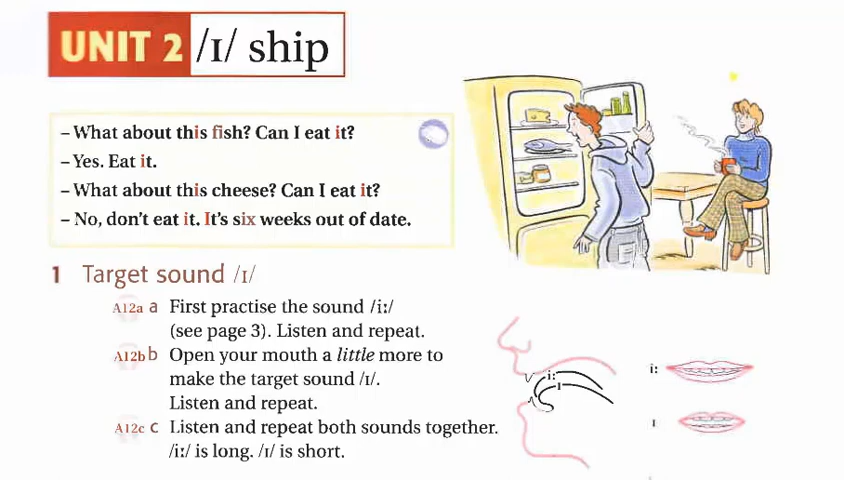 UNIT 2 /ɪ/ ship
– What about this fish? Can I eat it?
– Yes. Eat it.
– What about this cheese? Can I eat it?
– No, don't eat it. It's six weeks out of date.
1 Target sound /ɪ/
A12a a First practise the sound /i:/
(see page 3). Listen and repeat.
A12b b Open your mouth a little more to
make the target sound /ɪ/.
Listen and repeat.
A12c c Listen and repeat both sounds together.
/i:/ is long. /ɪ/ is short.
i:
ɪ
i:
ɪ